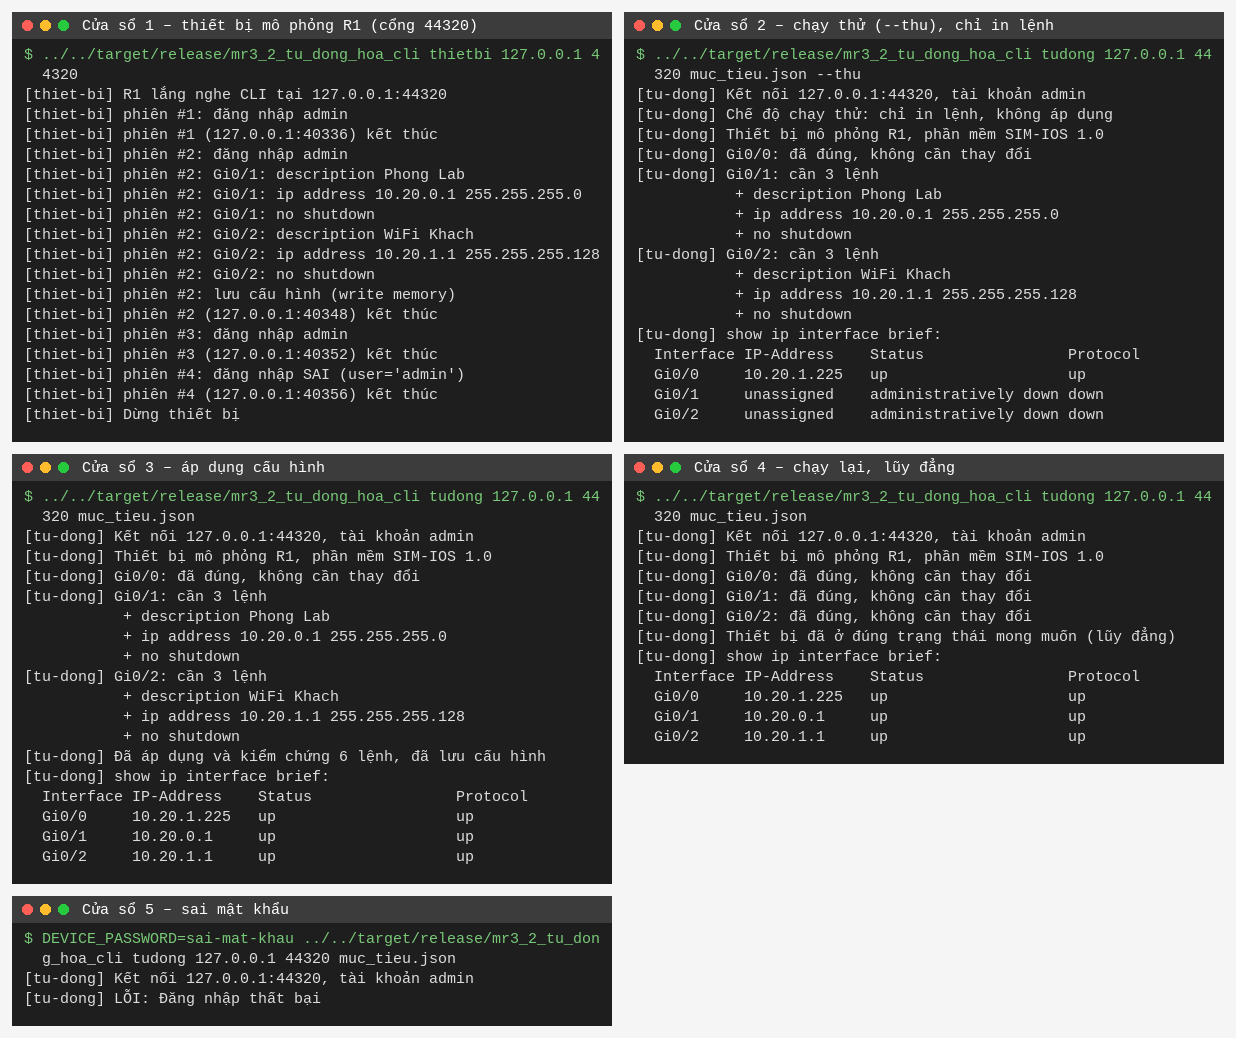 Cửa sổ 1 – thiết bị mô phỏng R1 (cổng 44320)
$ ../../target/release/mr3_2_tu_dong_hoa_cli thietbi 127.0.0.1 4
4320
[thiet-bi] R1 lắng nghe CLI tại 127.0.0.1:44320
[thiet-bi] phiên #1: đăng nhập admin
[thiet-bi] phiên #1 (127.0.0.1:40336) kết thúc
[thiet-bi] phiên #2: đăng nhập admin
[thiet-bi] phiên #2: Gi0/1: description Phong Lab
[thiet-bi] phiên #2: Gi0/1: ip address 10.20.0.1 255.255.255.0
[thiet-bi] phiên #2: Gi0/1: no shutdown
[thiet-bi] phiên #2: Gi0/2: description WiFi Khach
[thiet-bi] phiên #2: Gi0/2: ip address 10.20.1.1 255.255.255.128
[thiet-bi] phiên #2: Gi0/2: no shutdown
[thiet-bi] phiên #2: lưu cấu hình (write memory)
[thiet-bi] phiên #2 (127.0.0.1:40348) kết thúc
[thiet-bi] phiên #3: đăng nhập admin
[thiet-bi] phiên #3 (127.0.0.1:40352) kết thúc
[thiet-bi] phiên #4: đăng nhập SAI (user='admin')
[thiet-bi] phiên #4 (127.0.0.1:40356) kết thúc
[thiet-bi] Dừng thiết bị
Cửa sổ 2 – chạy thử (--thu), chỉ in lệnh
$ ../../target/release/mr3_2_tu_dong_hoa_cli tudong 127.0.0.1 44
320 muc_tieu.json --thu
[tu-dong] Kết nối 127.0.0.1:44320, tài khoản admin
[tu-dong] Chế độ chạy thử: chỉ in lệnh, không áp dụng
[tu-dong] Thiết bị mô phỏng R1, phần mềm SIM-IOS 1.0
[tu-dong] Gi0/0: đã đúng, không cần thay đổi
[tu-dong] Gi0/1: cần 3 lệnh
+ description Phong Lab
+ ip address 10.20.0.1 255.255.255.0
+ no shutdown
[tu-dong] Gi0/2: cần 3 lệnh
+ description WiFi Khach
+ ip address 10.20.1.1 255.255.255.128
+ no shutdown
[tu-dong] show ip interface brief:
Interface IP-Address    Status                Protocol
Gi0/0     10.20.1.225   up                    up
Gi0/1     unassigned    administratively down down
Gi0/2     unassigned    administratively down down
Cửa sổ 3 – áp dụng cấu hình
$ ../../target/release/mr3_2_tu_dong_hoa_cli tudong 127.0.0.1 44
320 muc_tieu.json
[tu-dong] Kết nối 127.0.0.1:44320, tài khoản admin
[tu-dong] Thiết bị mô phỏng R1, phần mềm SIM-IOS 1.0
[tu-dong] Gi0/0: đã đúng, không cần thay đổi
[tu-dong] Gi0/1: cần 3 lệnh
+ description Phong Lab
+ ip address 10.20.0.1 255.255.255.0
+ no shutdown
[tu-dong] Gi0/2: cần 3 lệnh
+ description WiFi Khach
+ ip address 10.20.1.1 255.255.255.128
+ no shutdown
[tu-dong] Đã áp dụng và kiểm chứng 6 lệnh, đã lưu cấu hình
[tu-dong] show ip interface brief:
Interface IP-Address    Status                Protocol
Gi0/0     10.20.1.225   up                    up
Gi0/1     10.20.0.1     up                    up
Gi0/2     10.20.1.1     up                    up
Cửa sổ 4 – chạy lại, lũy đẳng
$ ../../target/release/mr3_2_tu_dong_hoa_cli tudong 127.0.0.1 44
320 muc_tieu.json
[tu-dong] Kết nối 127.0.0.1:44320, tài khoản admin
[tu-dong] Thiết bị mô phỏng R1, phần mềm SIM-IOS 1.0
[tu-dong] Gi0/0: đã đúng, không cần thay đổi
[tu-dong] Gi0/1: đã đúng, không cần thay đổi
[tu-dong] Gi0/2: đã đúng, không cần thay đổi
[tu-dong] Thiết bị đã ở đúng trạng thái mong muốn (lũy đẳng)
[tu-dong] show ip interface brief:
Interface IP-Address    Status                Protocol
Gi0/0     10.20.1.225   up                    up
Gi0/1     10.20.0.1     up                    up
Gi0/2     10.20.1.1     up                    up
Cửa sổ 5 – sai mật khẩu
$ DEVICE_PASSWORD=sai-mat-khau ../../target/release/mr3_2_tu_don
g_hoa_cli tudong 127.0.0.1 44320 muc_tieu.json
[tu-dong] Kết nối 127.0.0.1:44320, tài khoản admin
[tu-dong] LỖI: Đăng nhập thất bại